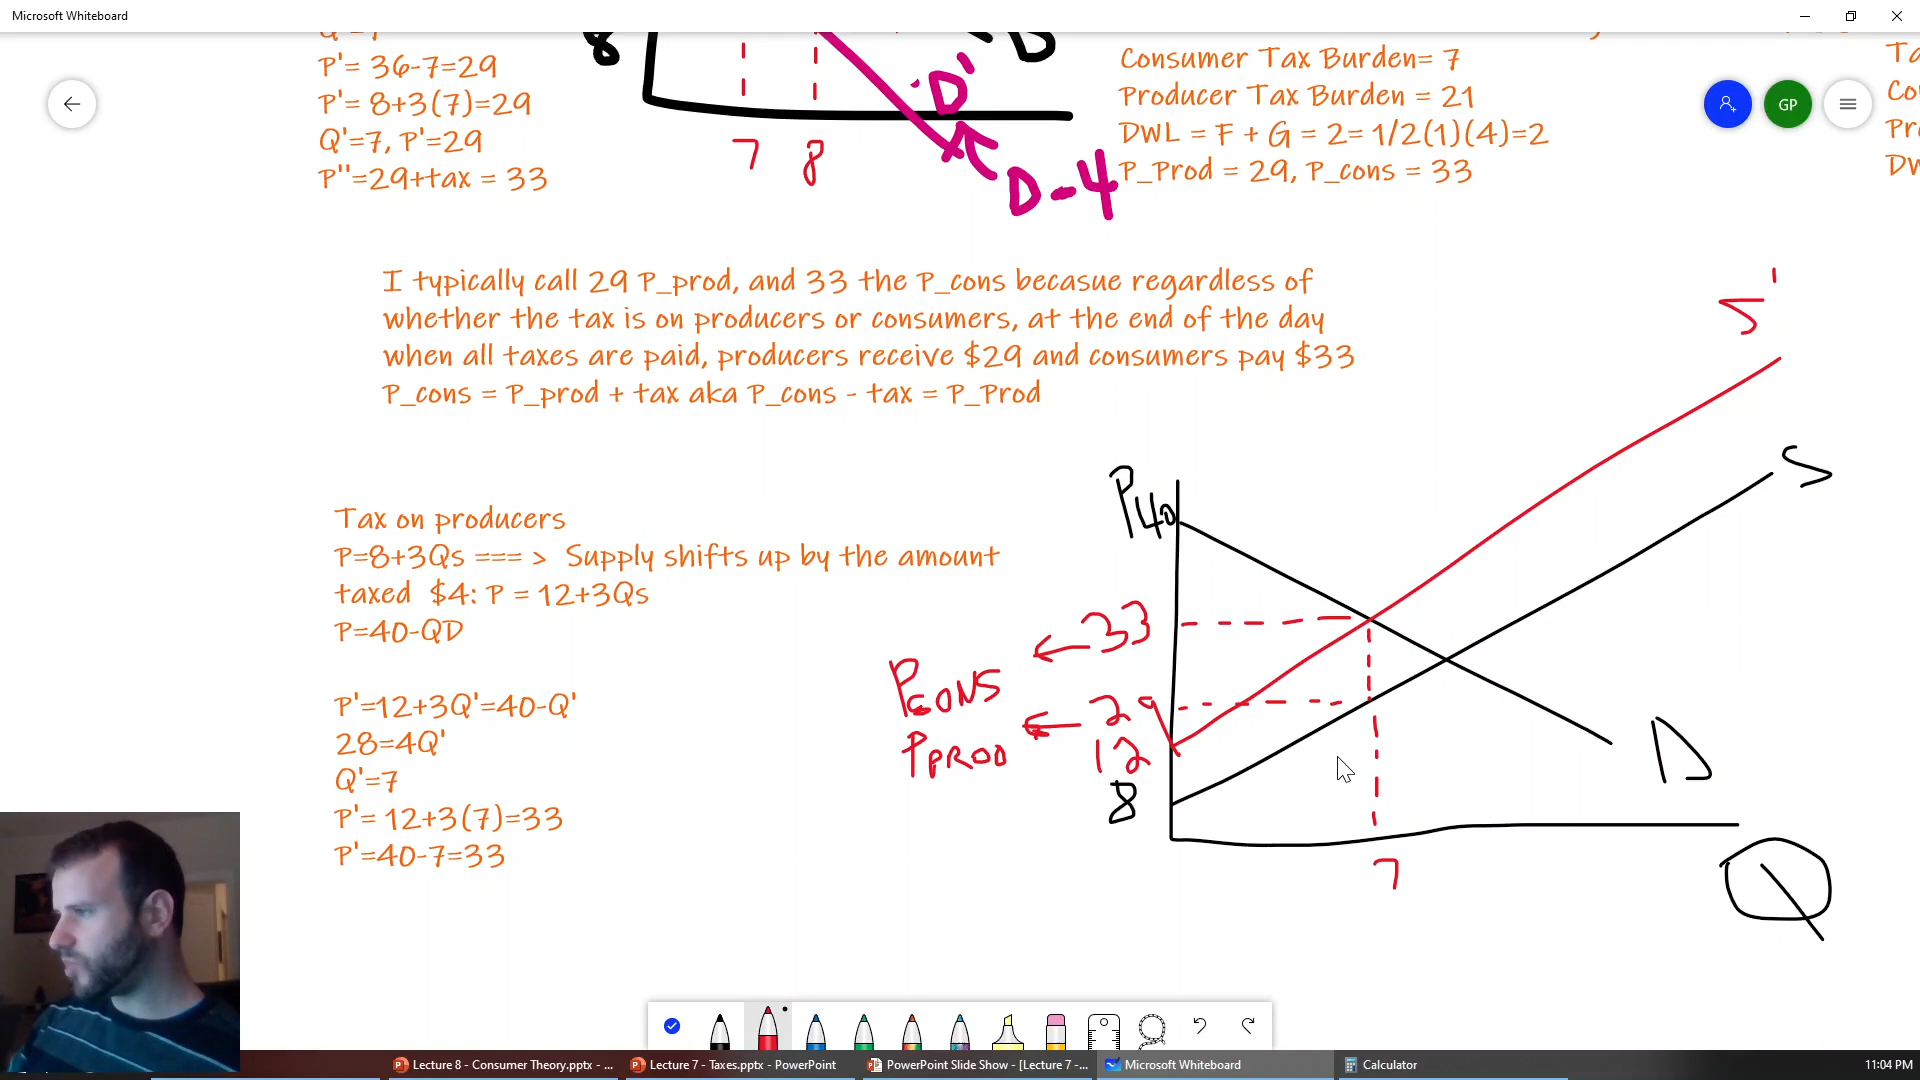 Microsoft Whiteboard
P'= 36-7=29
P'= 8+3(7)=29
Q'=7, P'=29
P''=29+tax = 33
8
D'
7
8
D-4
Consumer Tax Burden= 7
Producer Tax Burden = 21
DWL = F + G = 2= 1/2(1)(4)=2
P_Prod = 29, P_cons = 33
GP
I typically call 29 P_prod, and 33 the P_cons becasue regardless of
whether the tax is on producers or consumers, at the end of the day
when all taxes are paid, producers receive $29 and consumers pay $33
P_cons = P_prod + tax aka P_cons - tax = P_Prod
Tax on producers
P=8+3Qs === > Supply shifts up by the amount
taxed $4: P = 12+3Qs
P=40-QD
P'=12+3Q'=40-Q'
28=4Q'
Q'=7
P'= 12+3(7)=33
P'=40-7=33
S'
S
P
40
33
PCONS
29
PPROD
12
8
D
7
Q
Lecture 8 - Consumer Theory.pptx - ...
Lecture 7 - Taxes.pptx - PowerPoint
PowerPoint Slide Show - [Lecture 7 -...
Microsoft Whiteboard
Calculator
11:04 PM